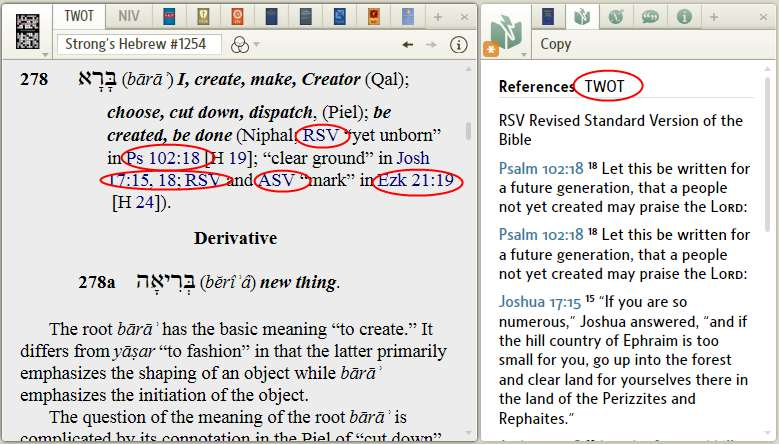 TWOT NIV
Strong's Hebrew #1254
278 בָּרָא (bārāʾ) I, create, make, Creator (Qal);
choose, cut down, dispatch, (Piel); be
created, be done (Niphal; RSV "yet unborn"
in Ps 102:18 [H 19]; "clear ground" in Josh
17:15, 18; RSV and ASV "mark" in Ezk 21:19
[H 24]).
Derivative
278a בְּרִיאָה (bĕrîʾâ) new thing.
The root bārāʾ has the basic meaning "to create." It
differs from yāṣar "to fashion" in that the latter primarily
emphasizes the shaping of an object while bārāʾ
emphasizes the initiation of the object.
The question of the meaning of the root bārāʾ is
complicated by its connotation in the Piel of "cut down"
Copy
References TWOT
RSV Revised Standard Version of the
Bible
Psalm 102:18 18 Let this be written for
a future generation, that a people
not yet created may praise the LORD:
Psalm 102:18 18 Let this be written for
a future generation, that a people
not yet created may praise the LORD:
Joshua 17:15 15 “If you are so
numerous,” Joshua answered, “and if
the hill country of Ephraim is too
small for you, go up into the forest
and clear land for yourselves there in
the land of the Perizzites and
Rephaites.”